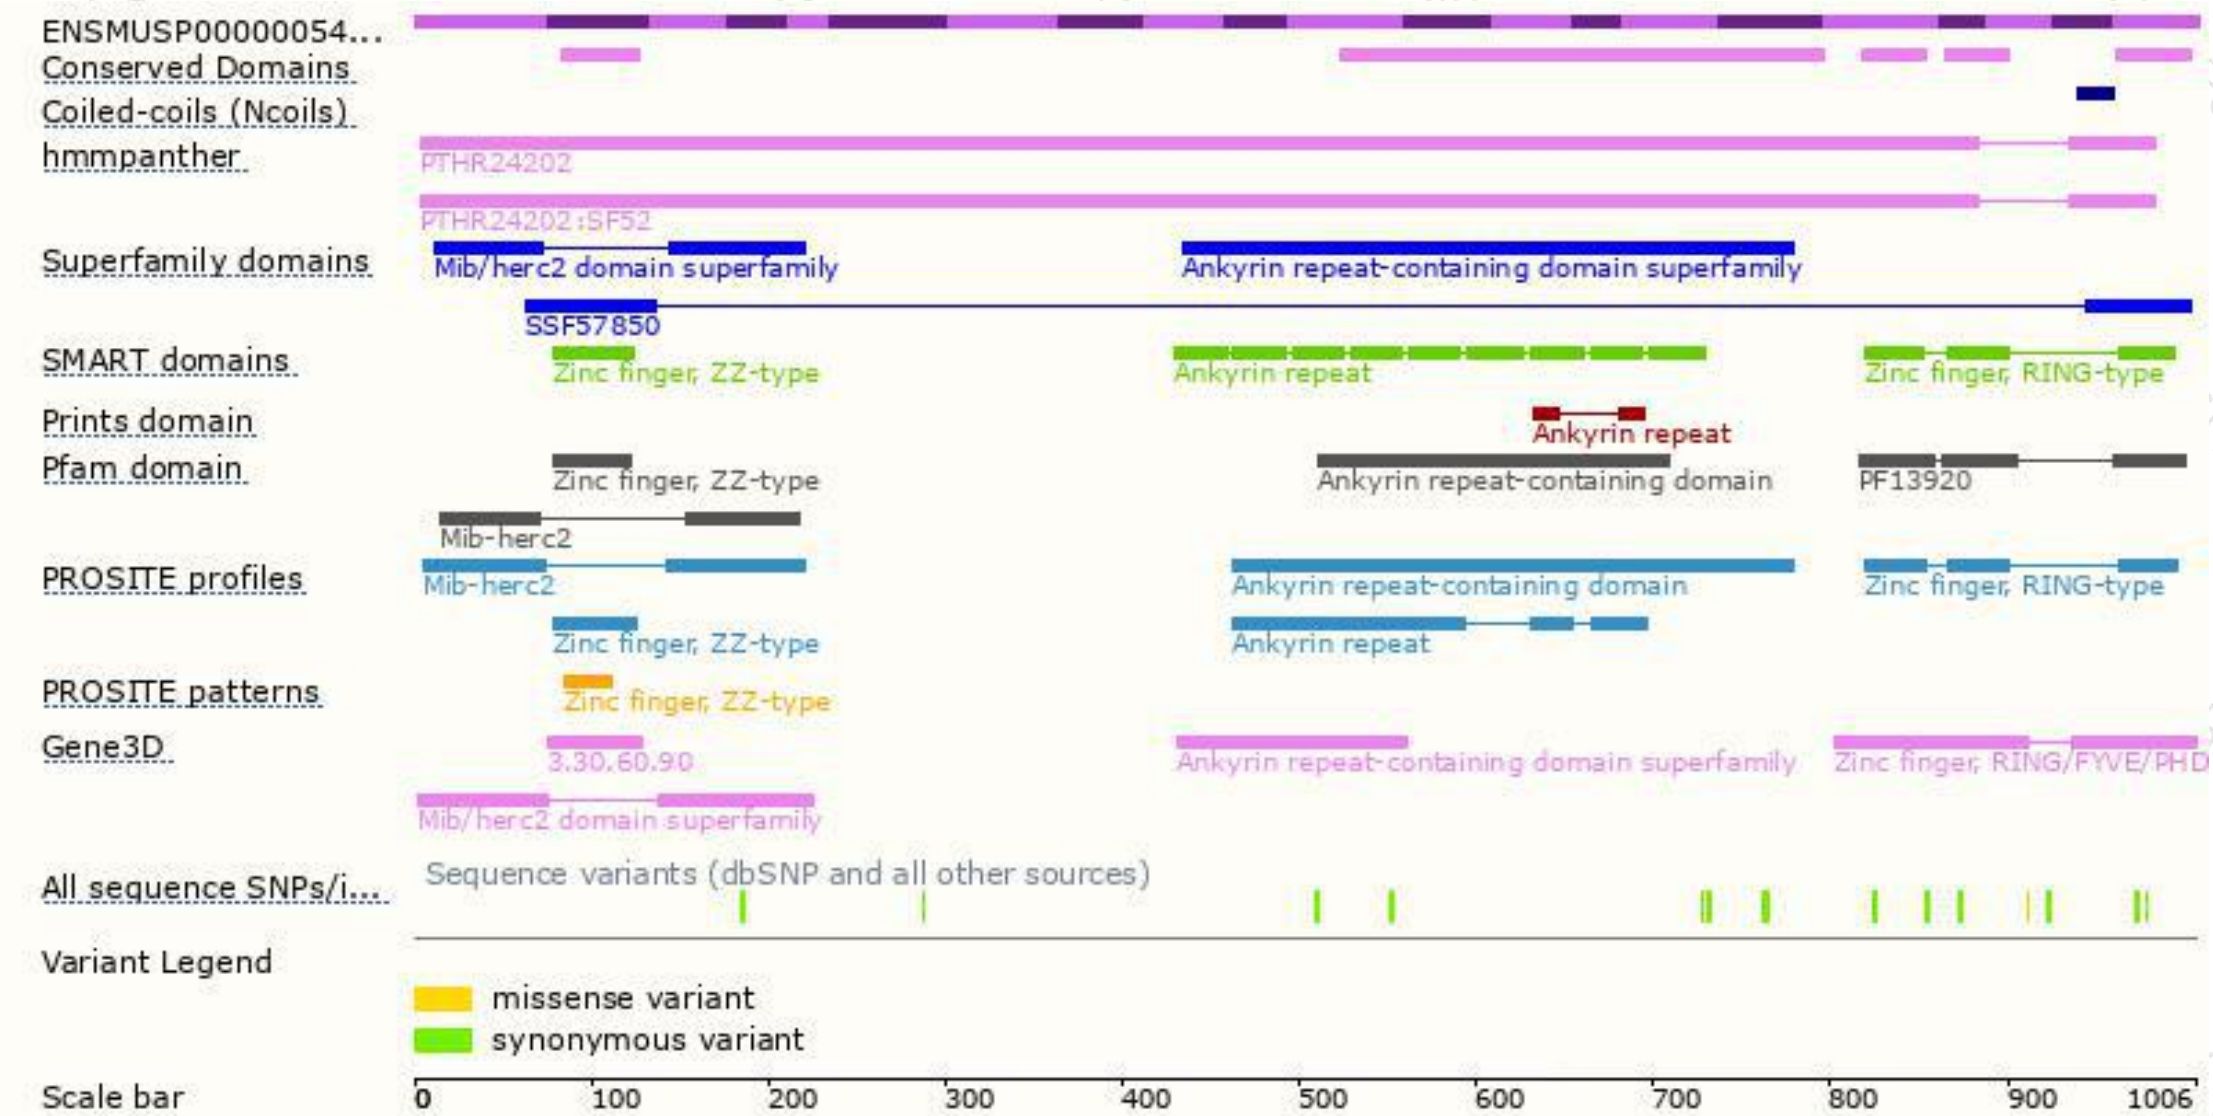 ENSMUSP00000054...
Conserved Domains
Coiled-coils (Ncoils)
hmmpanther
PTHR24202
PTHR24202:SF52
Superfamily domains
Mib/herc2 domain superfamily
Ankyrin repeat-containing domain superfamily
SSF57850
SMART domains
Zinc finger, ZZ-type
Ankyrin repeat
Zinc finger, RING-type
Prints domain
Ankyrin repeat
Pfam domain
Zinc finger, ZZ-type
Ankyrin repeat-containing domain
PF13920
Mib-herc2
PROSITE profiles
Mib-herc2
Ankyrin repeat-containing domain
Zinc finger, RING-type
Zinc finger, ZZ-type
Ankyrin repeat
PROSITE patterns
Zinc finger, ZZ-type
Gene3D
3.30.60.90
Ankyrin repeat-containing domain superfamily
Zinc finger, RING/FYVE/PHD
Mib/herc2 domain superfamily
All sequence SNPs/i...
Sequence variants (dbSNP and all other sources)
Variant Legend
missense variant
synonymous variant
Scale bar
0 100 200 300 400 500 600 700 800 900 1006